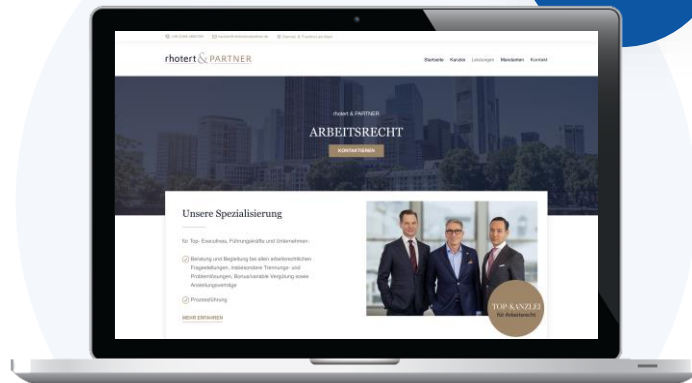 rhotert & PARTNER
Startseite Kanzlei Leistungen Mandanten Kontakt
rhotert & PARTNER
ARBEITSRECHT
KONTAKTIEREN
Unsere Spezialisierung
für Top- Executives, Führungskräfte und Unternehmen.
Beratung und Begleitung bei allen arbeitsrechtlichen
Fragestellungen, insbesondere Trennungs- und
Problemlösungen, Bonus/variable Vergütung sowie
Anstellungsverträge
Prozessführung
MEHR ERFAHREN
TOP-KANZLEI
für Arbeitsrecht